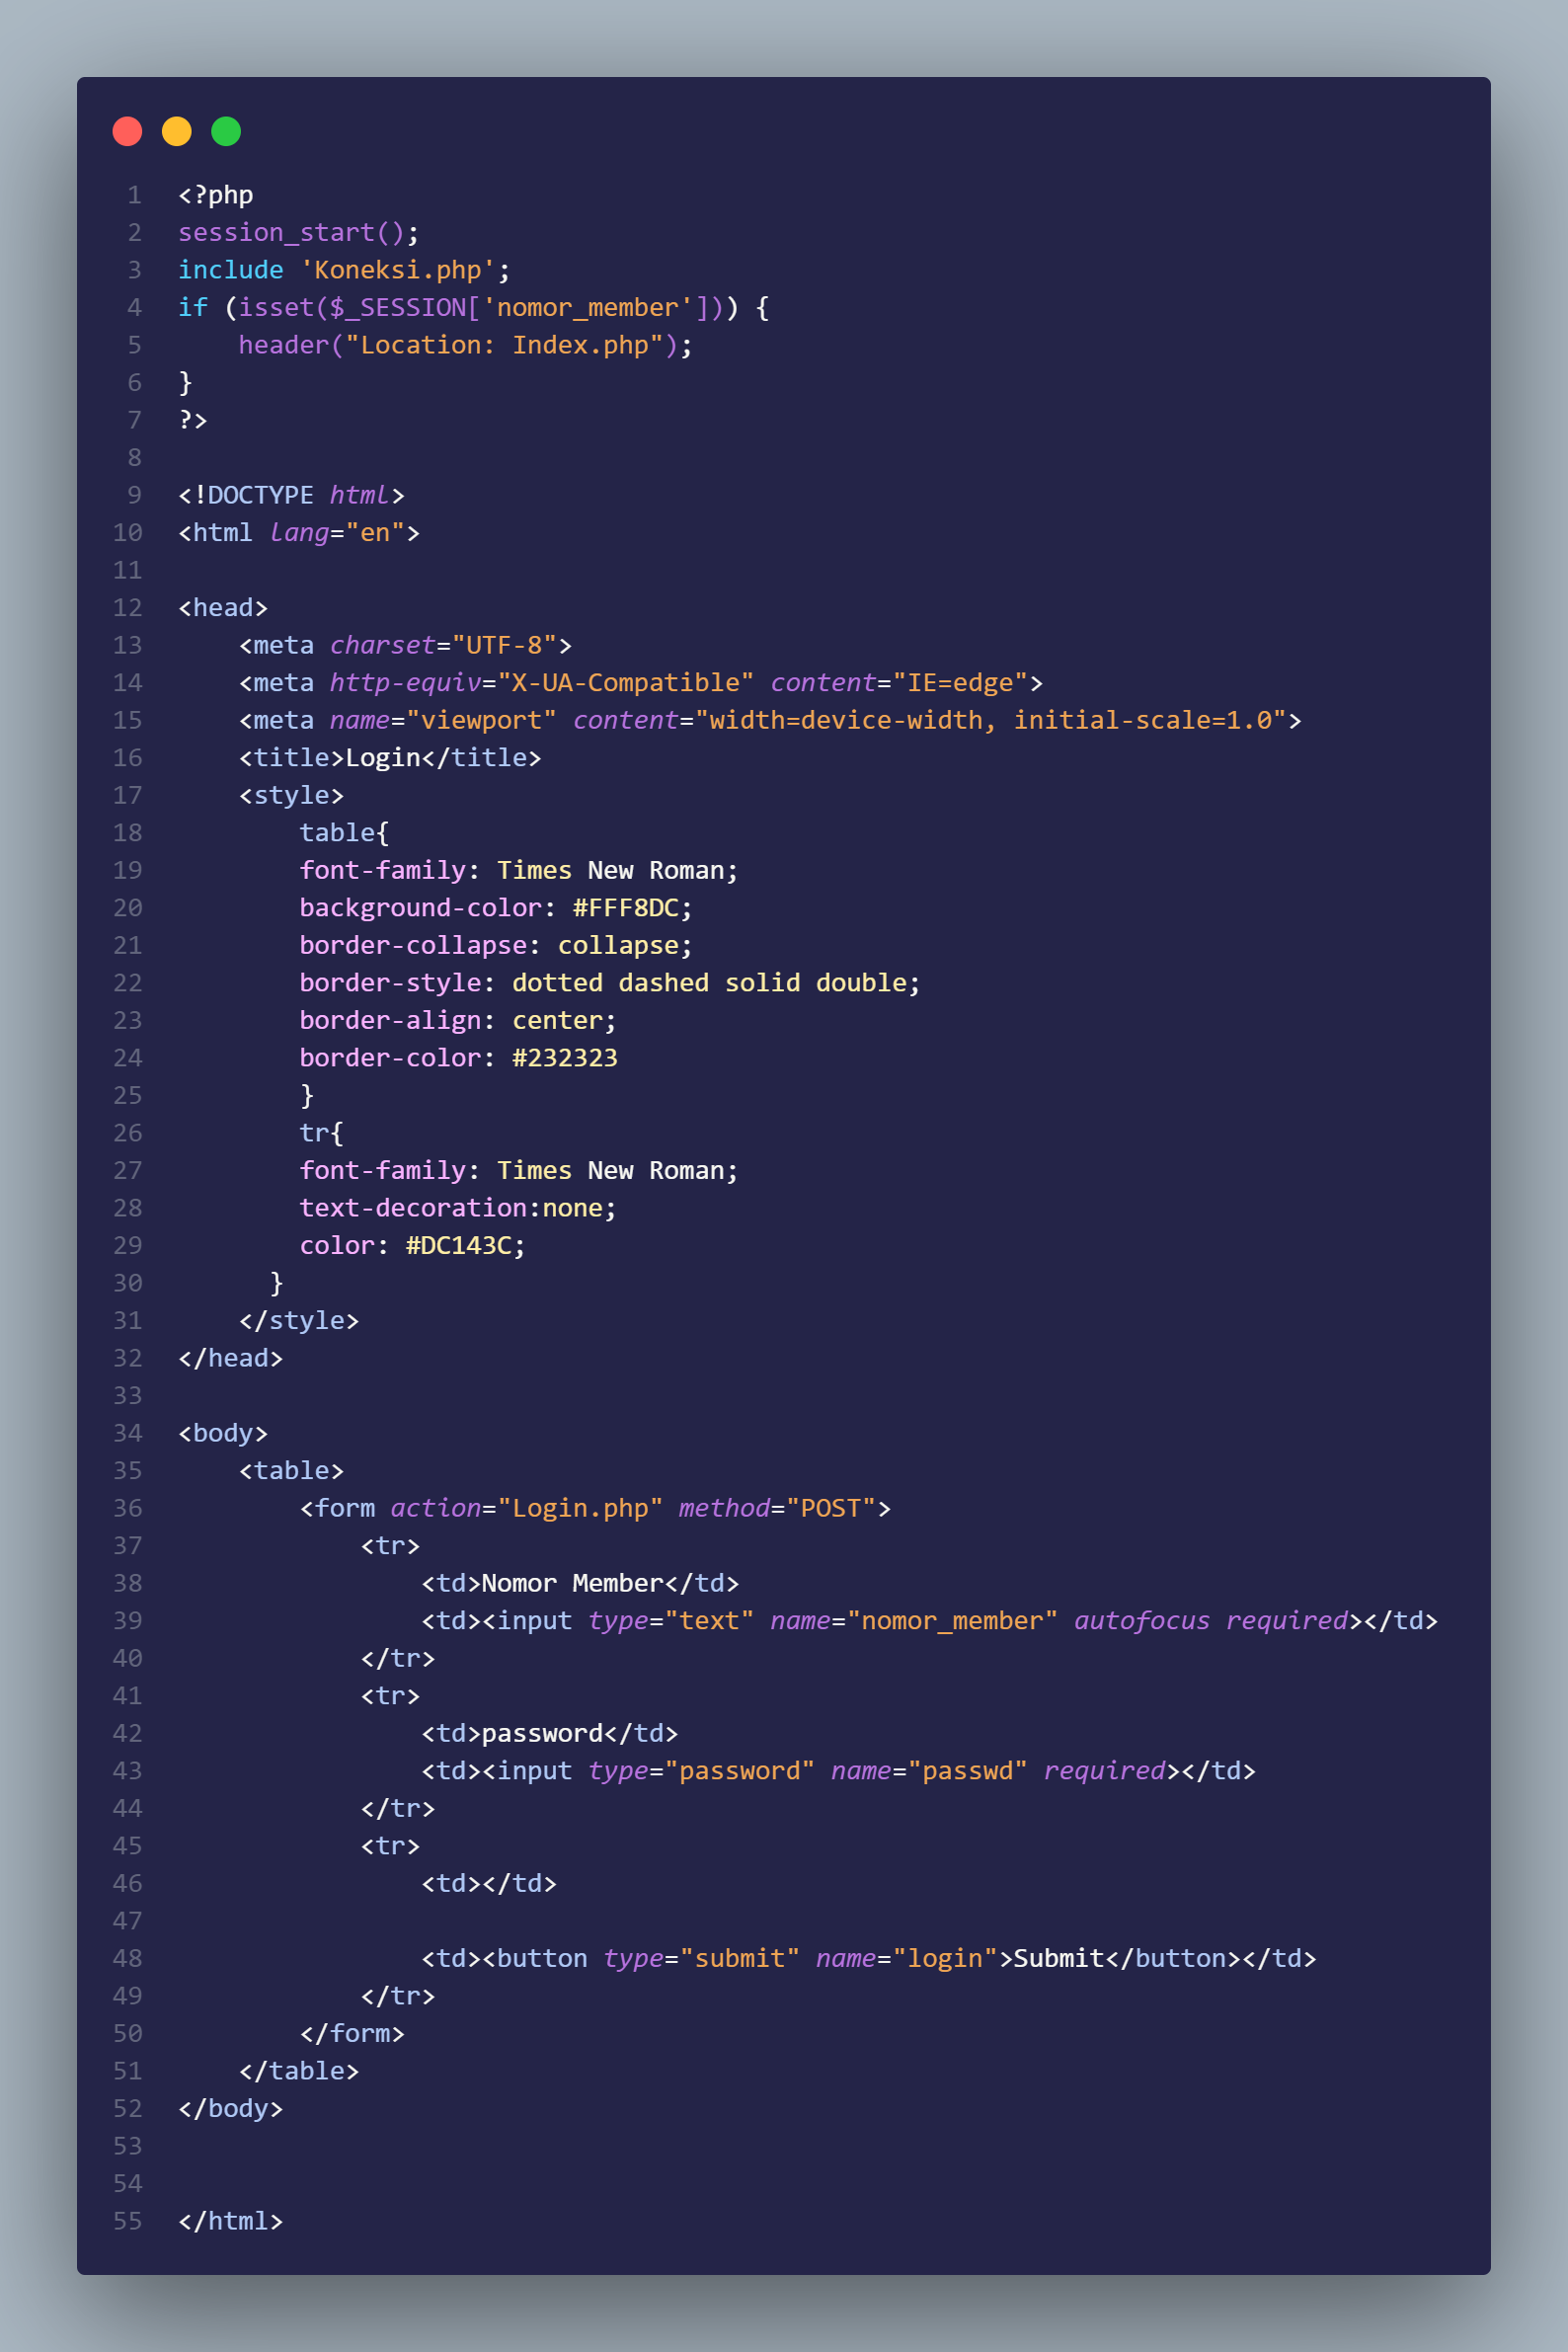 1 <?php
2 session_start();
3 include 'Koneksi.php';
4 if (isset($_SESSION['nomor_member'])) {
5     header("Location: Index.php");
6 }
7 ?>
8
9 <!DOCTYPE html>
10 <html lang="en">
11
12 <head>
13     <meta charset="UTF-8">
14     <meta http-equiv="X-UA-Compatible" content="IE=edge">
15     <meta name="viewport" content="width=device-width, initial-scale=1.0">
16     <title>Login</title>
17     <style>
18         table{
19         font-family: Times New Roman;
20         background-color: #FFF8DC;
21         border-collapse: collapse;
22         border-style: dotted dashed solid double;
23         border-align: center;
24         border-color: #232323
25         }
26         tr{
27         font-family: Times New Roman;
28         text-decoration:none;
29         color: #DC143C;
30       }
31     </style>
32 </head>
33
34 <body>
35     <table>
36         <form action="Login.php" method="POST">
37             <tr>
38                 <td>Nomor Member</td>
39                 <td><input type="text" name="nomor_member" autofocus required></td>
40             </tr>
41             <tr>
42                 <td>password</td>
43                 <td><input type="password" name="passwd" required></td>
44             </tr>
45             <tr>
46                 <td></td>
47
48                 <td><button type="submit" name="login">Submit</button></td>
49             </tr>
50         </form>
51     </table>
52 </body>
53
54
55 </html>